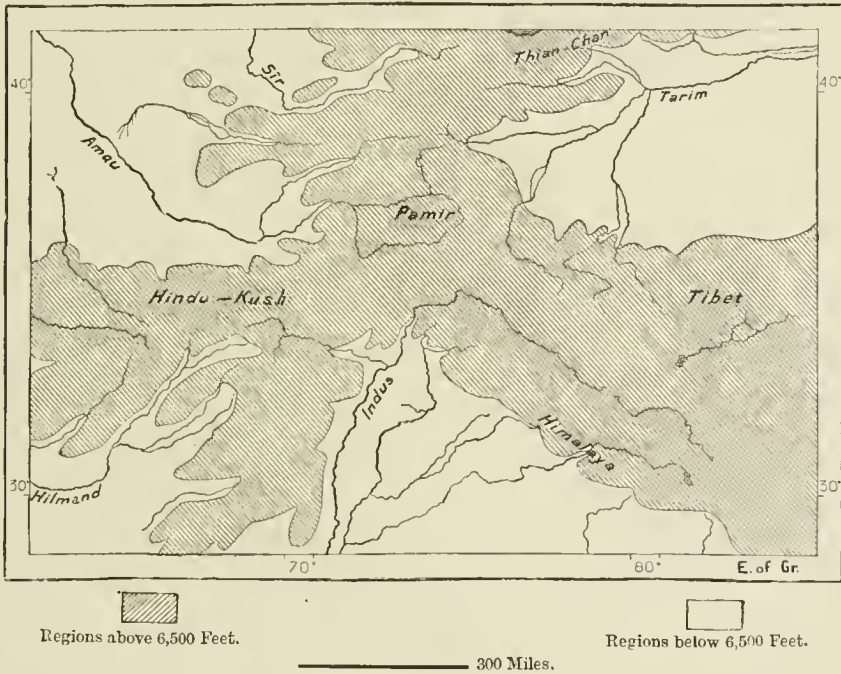 Thian-Chan
40°
Sir
40°
Tarim
Amau
Pamir
Hindu-Kush
Tibet
Indus
Himalaya
30°
Hilmand
30°
70°
80°
E. of Gr.
Regions above 6,500 Feet.
Regions below 6,500 Feet.
300 Miles.